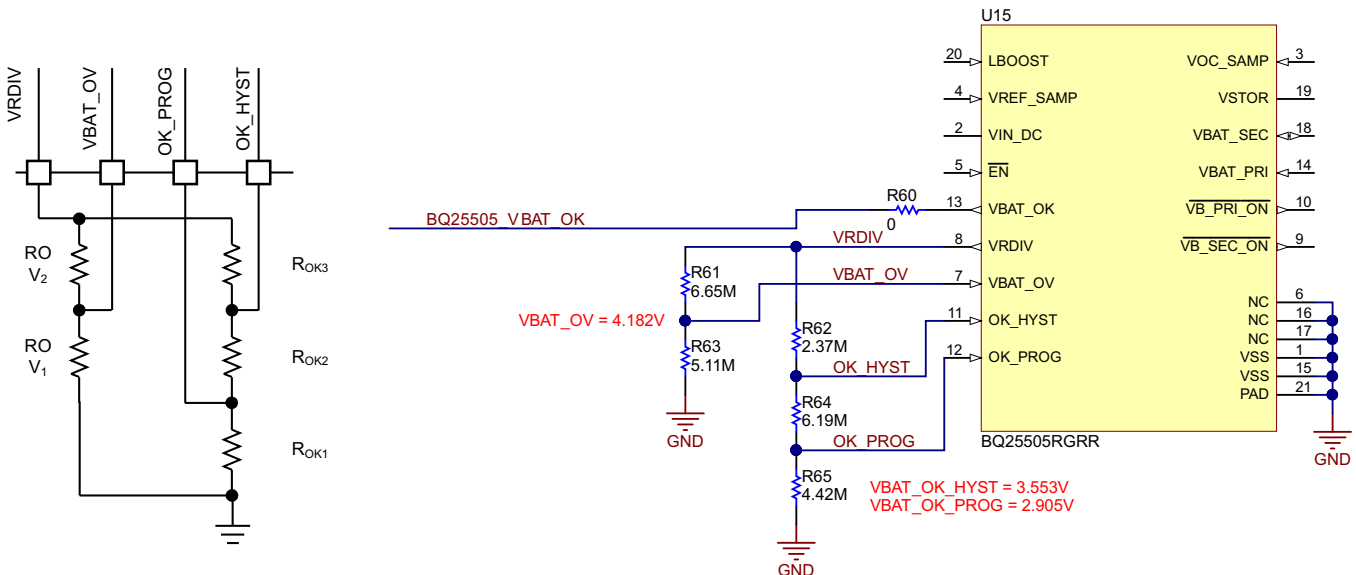 VRDIV
VBAT_OV
OK_PROG
OK_HYST
RO
V2
RO
V1
ROK3
ROK2
ROK1
U15
20 LBOOST
4 VREF_SAMP
2 VIN_DC
5 EN
13 VBAT_OK
8 VRDIV
7 VBAT_OV
11 OK_HYST
12 OK_PROG
VOC_SAMP 3
VSTOR 19
VBAT_SEC 18
VBAT_PRI 14
VB_PRI_ON 10
VB_SEC_ON 9
NC 6
NC 16
NC 17
VSS 1
VSS 15
PAD 21
BQ25505RGRR
GND
BQ25505_VBAT_OK
R60
0
VRDIV
R61
6.65M
VBAT_OV
VBAT_OV = 4.182V
R62
2.37M
R63
5.11M
OK_HYST
GND
R64
6.19M
OK_PROG
R65
4.42M
VBAT_OK_HYST = 3.553V
VBAT_OK_PROG = 2.905V
GND